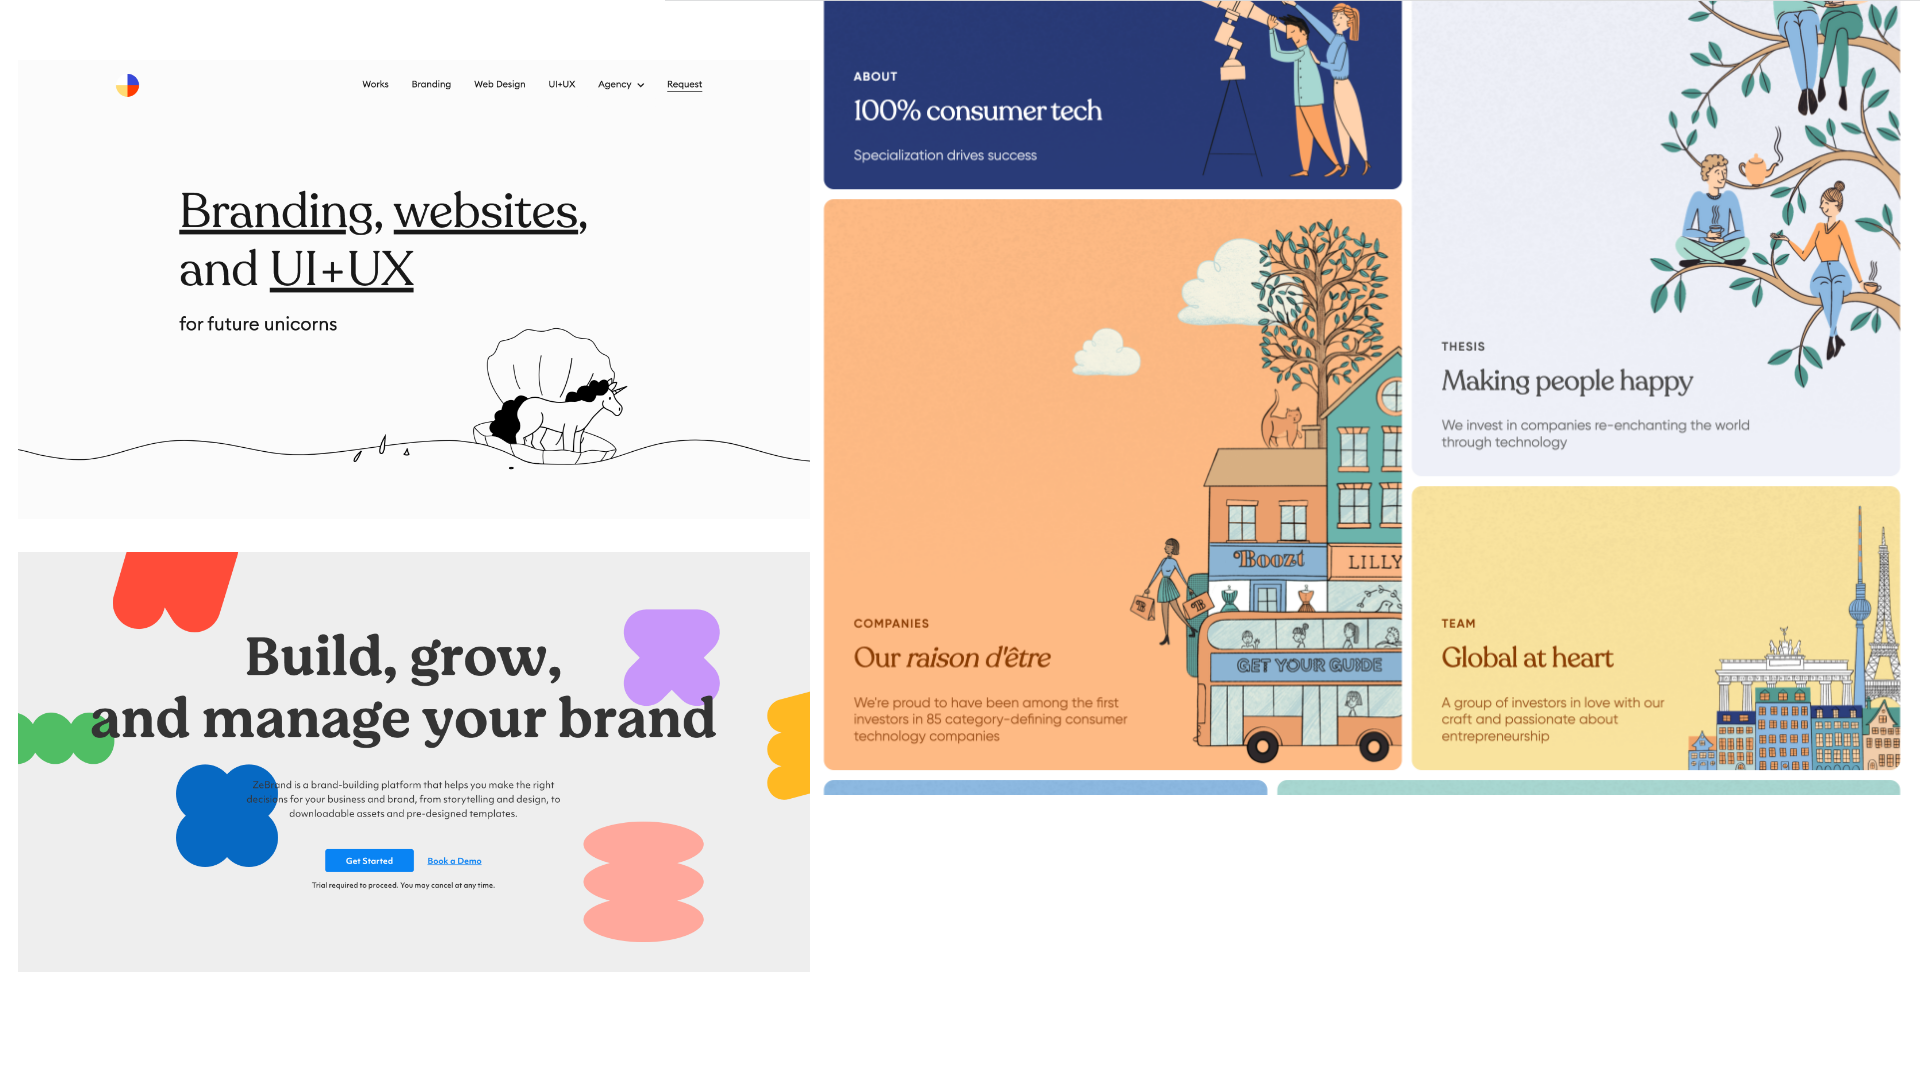 Works Branding Web Design UI+UX Agency Request
Branding, websites,
and UI+UX
for future unicorns
Build, grow,
and manage your brand
ZeBrand is a brand-building platform that helps you make the right
decisions for your business and brand, from storytelling and design, to
downloadable assets and pre-designed templates.
Get Started Book a Demo
Trial required to proceed. You may cancel at any time.
ABOUT
100% consumer tech
Specialization drives success
Boozt
LILLY
B
B
GET YOUR GUIDE
COMPANIES
Our raison d'être
We're proud to have been among the first
investors in 85 category-defining consumer
technology companies
THESIS
Making people happy
We invest in companies re-enchanting the world
through technology
TEAM
Global at heart
A group of investors in love with our
craft and passionate about
entrepreneurship